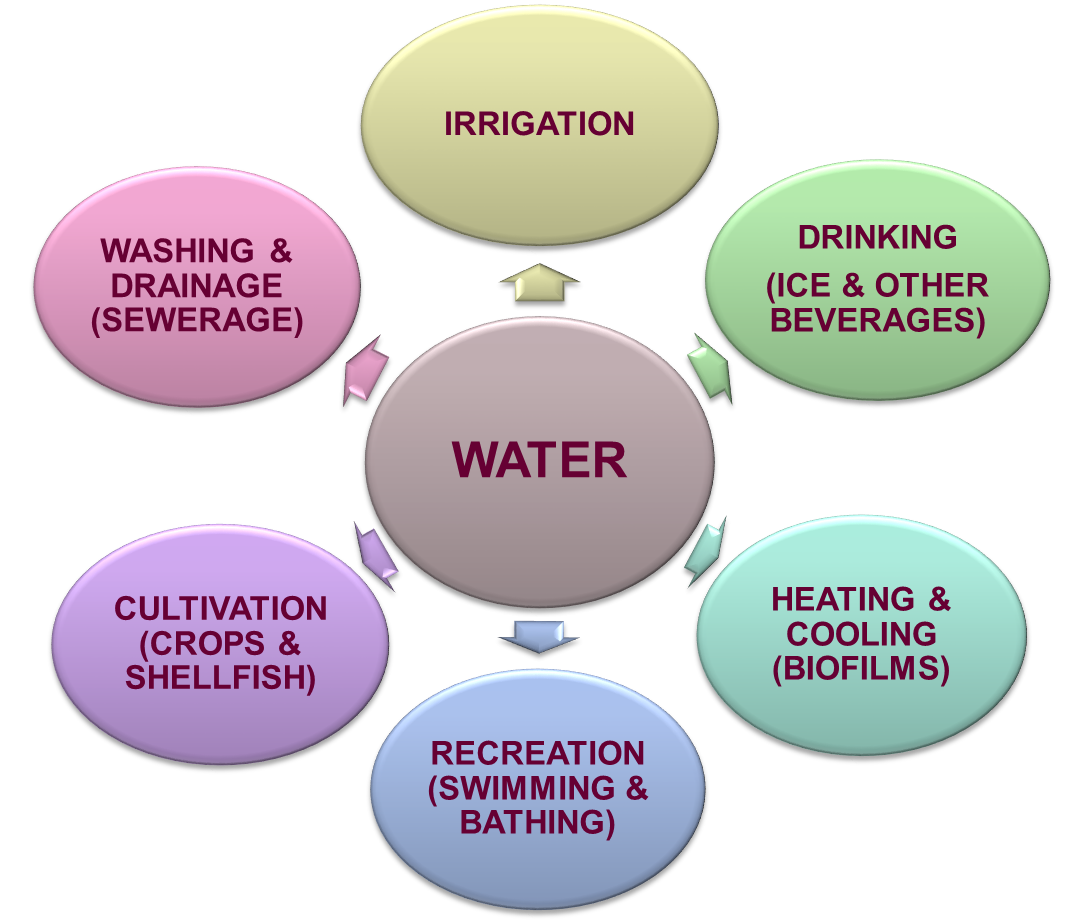 IRRIGATION
DRINKING
(ICE & OTHER
BEVERAGES)
WASHING &
DRAINAGE
(SEWERAGE)
WATER
HEATING &
COOLING
(BIOFILMS)
CULTIVATION
(CROPS &
SHELLFISH)
RECREATION
(SWIMMING &
BATHING)